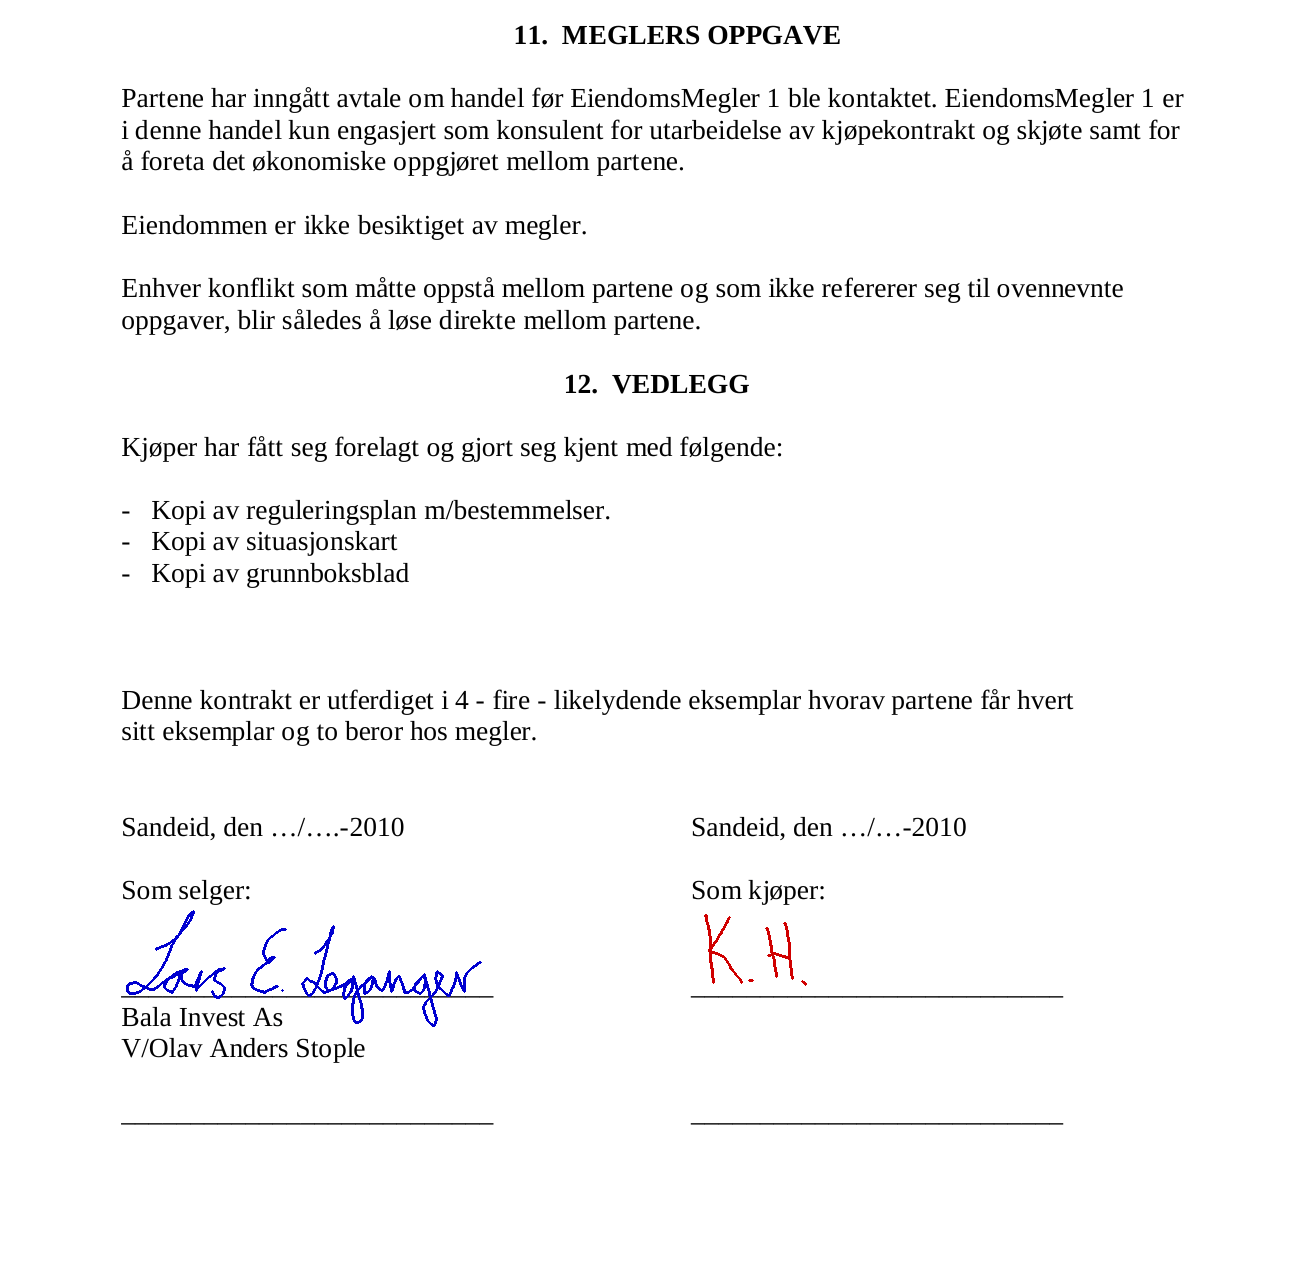 11. MEGLERS OPPGAVE
Partene har inngått avtale om handel før EiendomsMegler 1 ble kontaktet. EiendomsMegler 1 er
i denne handel kun engasjert som konsulent for utarbeidelse av kjøpekontrakt og skjøte samt for
å foreta det økonomiske oppgjøret mellom partene.
Eiendommen er ikke besiktiget av megler.
Enhver konflikt som måtte oppstå mellom partene og som ikke refererer seg til ovennevnte
oppgaver, blir således å løse direkte mellom partene.
12. VEDLEGG
Kjøper har fått seg forelagt og gjort seg kjent med følgende:
- Kopi av reguleringsplan m/bestemmelser.
- Kopi av situasjonskart
- Kopi av grunnboksblad
Denne kontrakt er utferdiget i 4 - fire - likelydende eksemplar hvorav partene får hvert
sitt eksemplar og to beror hos megler.
Sandeid, den …/….-2010 Sandeid, den …/…-2010
Som selger: Som kjøper:
Lars E. Leganger K. H.
Bala Invest As
V/Olav Anders Stople